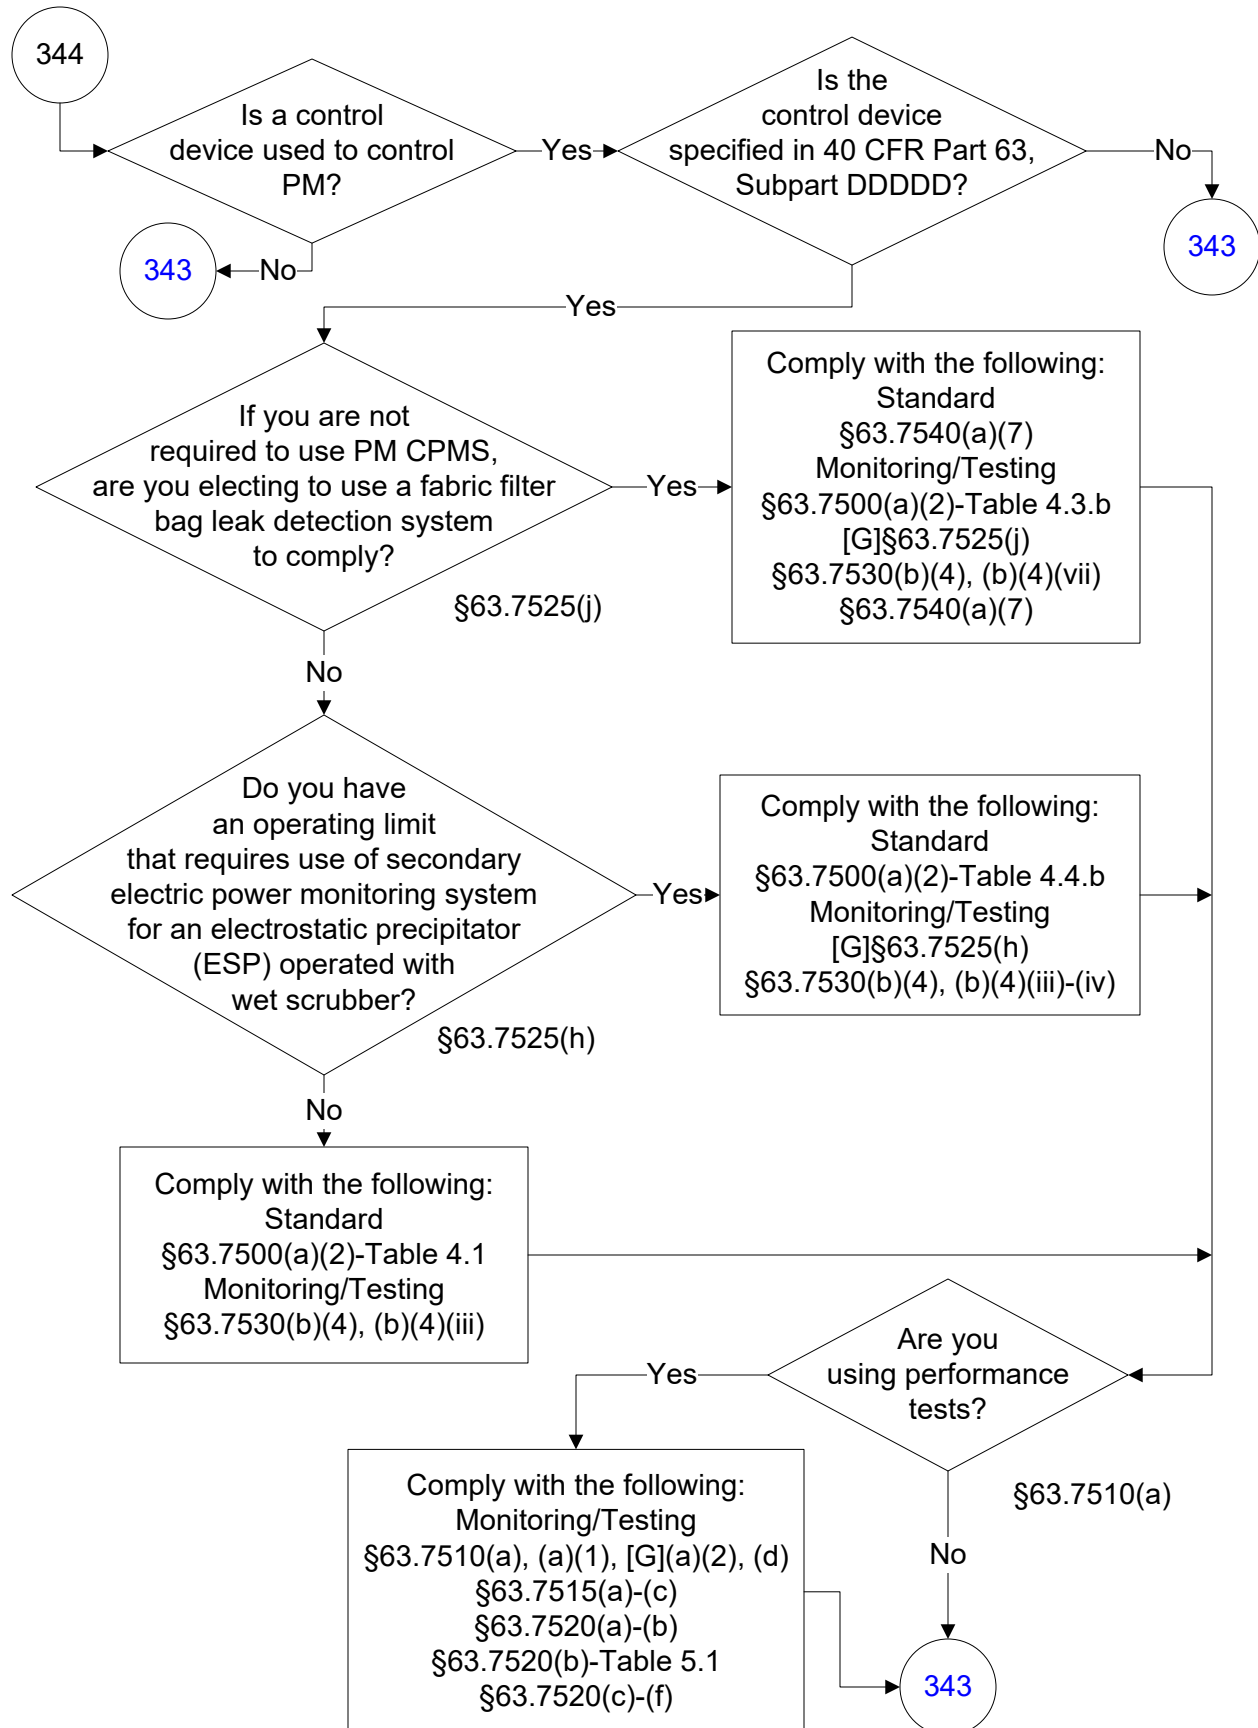 344
Is a control
device used to control
PM?
Yes
Is the
control device
specified in 40 CFR Part 63,
Subpart DDDDD?
No
343
No
343
Yes
If you are not
required to use PM CPMS,
are you electing to use a fabric filter
bag leak detection system
to comply?
§63.7525(j)
Yes
Comply with the following:
Standard
§63.7540(a)(7)
Monitoring/Testing
§63.7500(a)(2)-Table 4.3.b
[G]§63.7525(j)
§63.7530(b)(4), (b)(4)(vii)
§63.7540(a)(7)
No
Do you have
an operating limit
that requires use of secondary
electric power monitoring system
for an electrostatic precipitator
(ESP) operated with
wet scrubber?
§63.7525(h)
Yes
Comply with the following:
Standard
§63.7500(a)(2)-Table 4.4.b
Monitoring/Testing
[G]§63.7525(h)
§63.7530(b)(4), (b)(4)(iii)-(iv)
No
Comply with the following:
Standard
§63.7500(a)(2)-Table 4.1
Monitoring/Testing
§63.7530(b)(4), (b)(4)(iii)
Are you
using performance
tests?
§63.7510(a)
Yes
Comply with the following:
Monitoring/Testing
§63.7510(a), (a)(1), [G](a)(2), (d)
§63.7515(a)-(c)
§63.7520(a)-(b)
§63.7520(b)-Table 5.1
§63.7520(c)-(f)
No
343